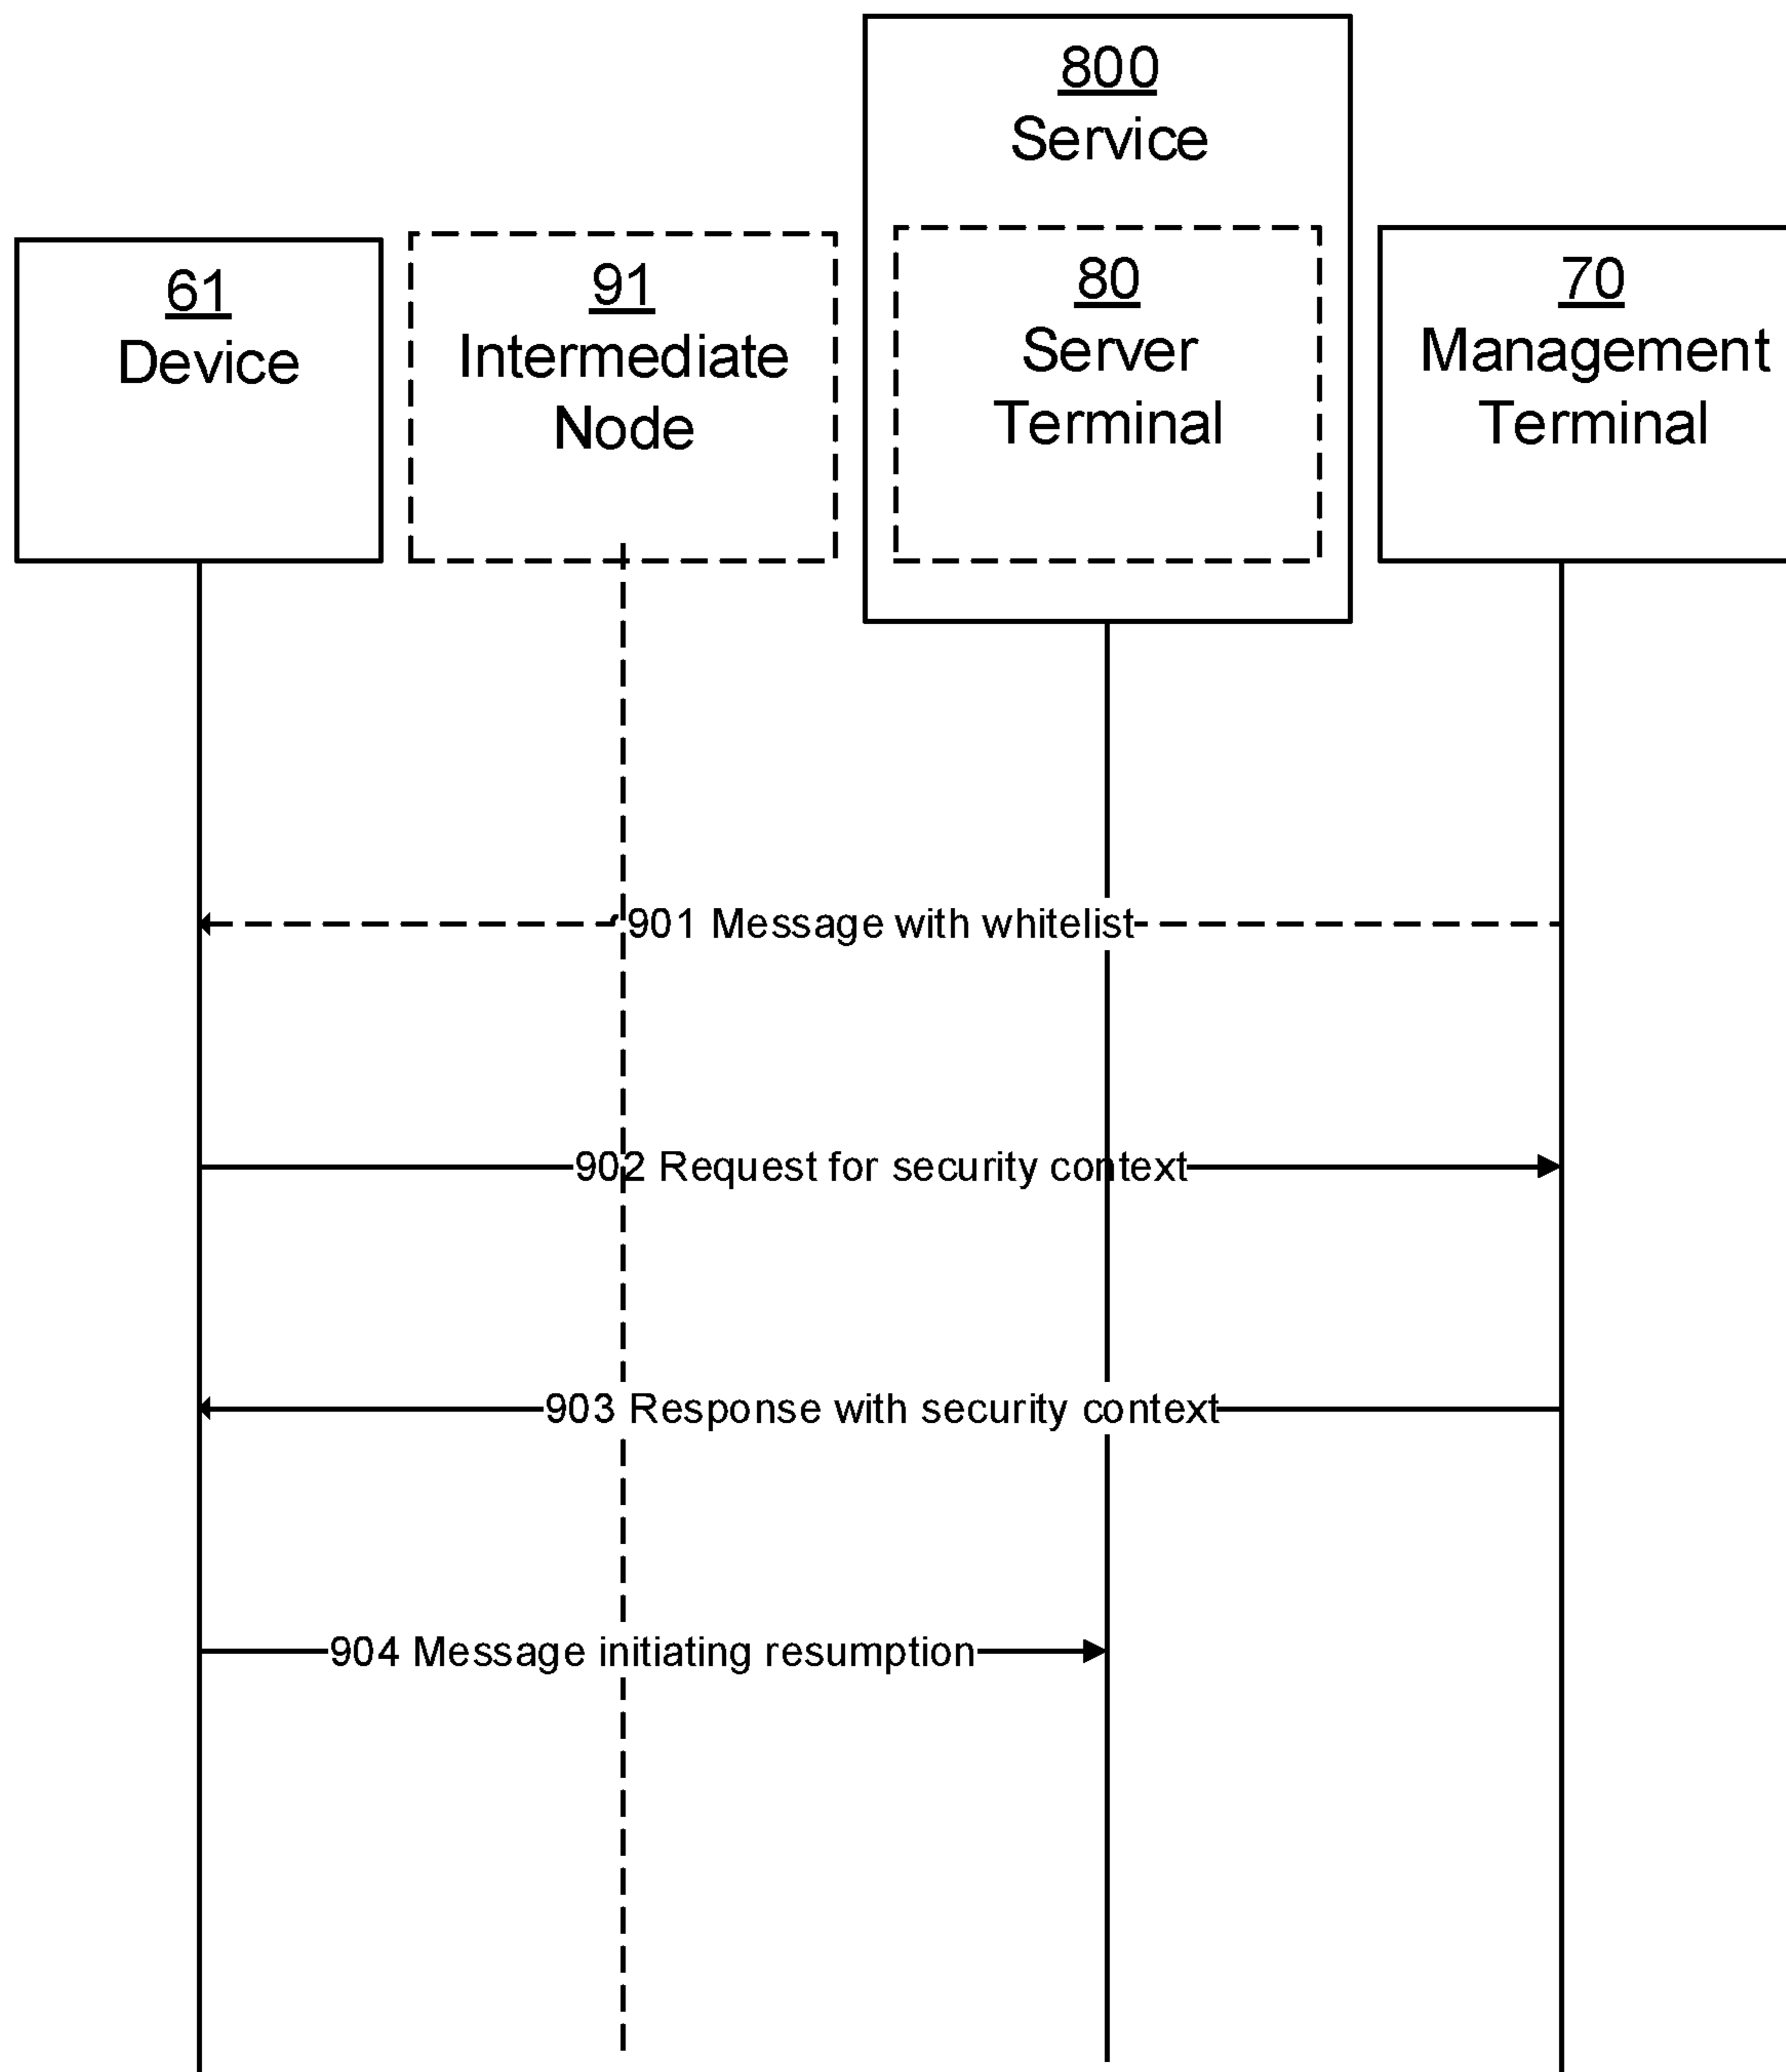 800
Service
61
Device
91
Intermediate
Node
80
Server
Terminal
70
Management
Terminal
901 Message with whitelist
902 Request for security context
903 Response with security context
904 Message initiating resumption